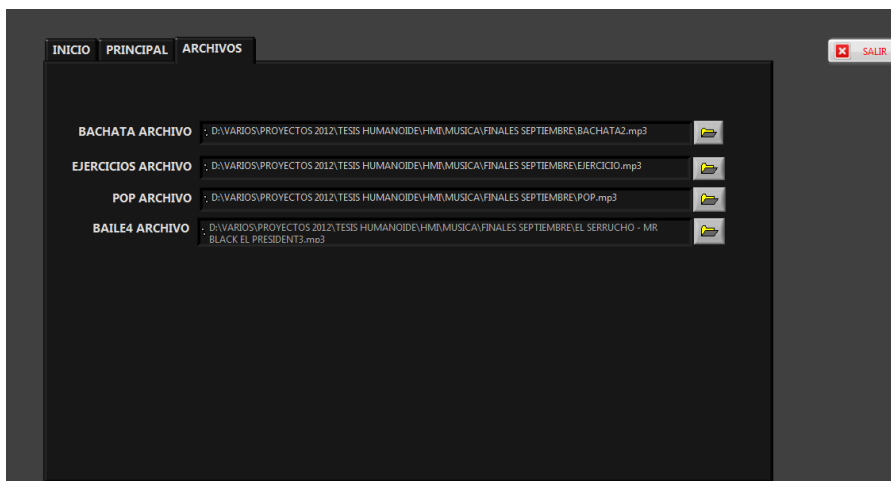 INICIO PRINCIPAL ARCHIVOS
SALIR
BACHATA ARCHIVO D:\VARIOS\PROYECTOS 2012\TESIS HUMANOIDE\HMI\MUSICA\FINALES SEPTIEMBRE\BACHATA2.mp3
EJERCICIOS ARCHIVO D:\VARIOS\PROYECTOS 2012\TESIS HUMANOIDE\HMI\MUSICA\FINALES SEPTIEMBRE\EJERCICIO.mp3
POP ARCHIVO D:\VARIOS\PROYECTOS 2012\TESIS HUMANOIDE\HMI\MUSICA\FINALES SEPTIEMBRE\POP.mp3
BAILE4 ARCHIVO D:\VARIOS\PROYECTOS 2012\TESIS HUMANOIDE\HMI\MUSICA\FINALES SEPTIEMBRE\EL SERRUCHO - MR
BLACK EL PRESIDENT3.mp3